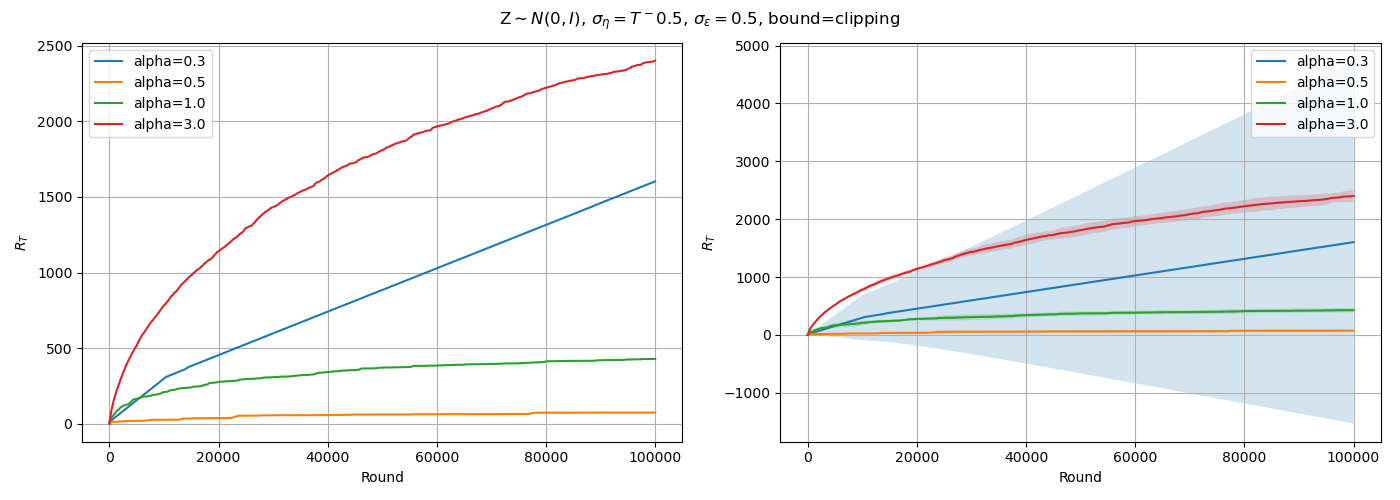 Z ∼ N(0, I), σ_η = T^−0.5, σ_ε = 0.5, bound=clipping
2500
2000
1500
1000
500
0
R_T
alpha=0.3
alpha=0.5
alpha=1.0
alpha=3.0
0 20000 40000 60000 80000 100000
Round
5000
4000
3000
2000
1000
0
−1000
R_T
alpha=0.3
alpha=0.5
alpha=1.0
alpha=3.0
0 20000 40000 60000 80000 100000
Round